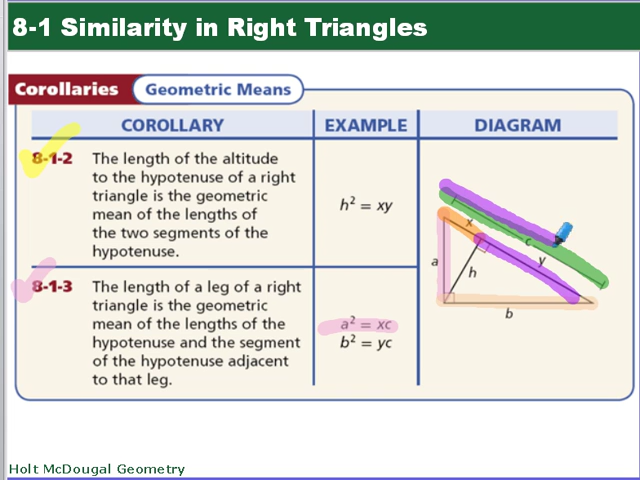 8-1 Similarity in Right Triangles
Corollaries Geometric Means
COROLLARY EXAMPLE DIAGRAM
8-1-2 The length of the altitude
to the hypotenuse of a right
triangle is the geometric
mean of the lengths of
the two segments of the
hypotenuse.
h² = xy
8-1-3 The length of a leg of a right
triangle is the geometric
mean of the lengths of the
hypotenuse and the segment
of the hypotenuse adjacent
to that leg.
a² = xc
b² = yc
x
c
y
a
h
b
Holt McDougal Geometry